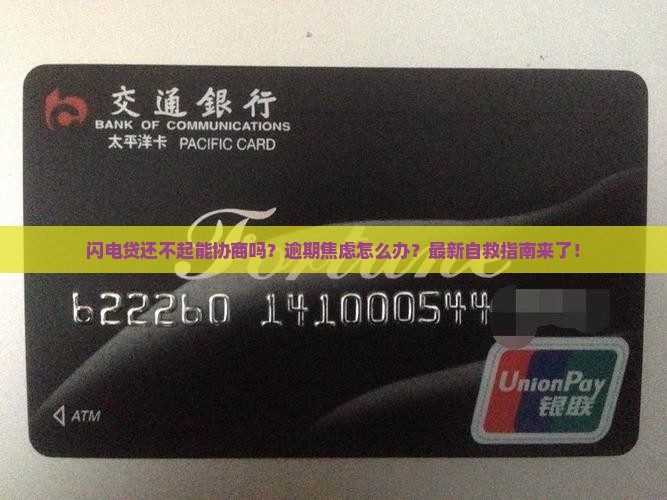 交通銀行
BANK OF COMMUNICATIONS
太平洋卡 PACIFIC CARD
Fortune
闪电贷还不起能协商吗？逾期焦虑怎么办？最新自救指南来了！
622260 141000544
UnionPay
银联
ATM